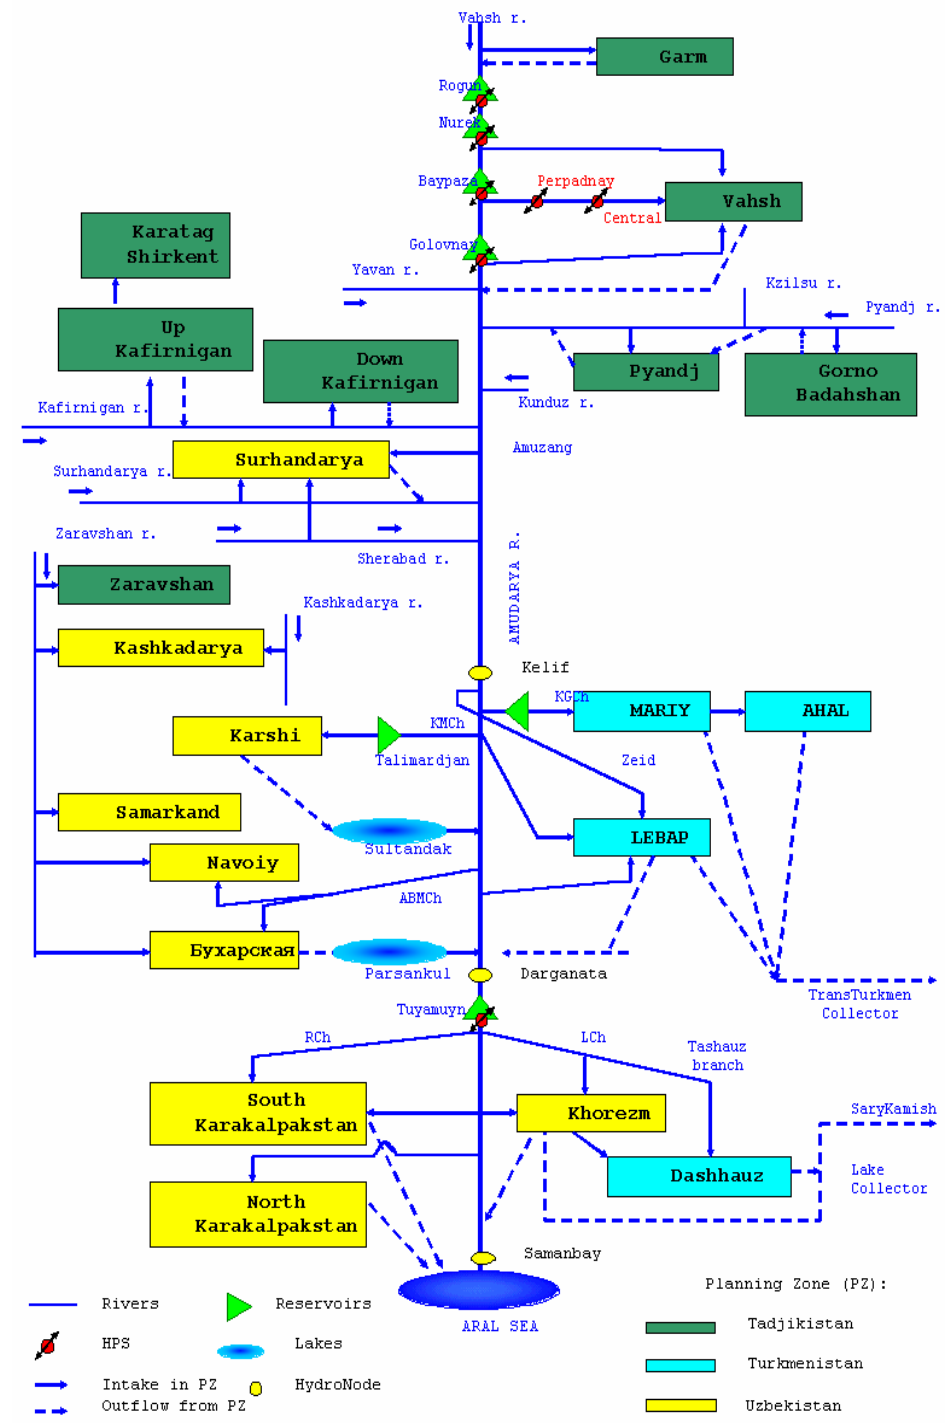 Vahsh r.
Garm
Rogun
Nurek
Baypaza
Perpadnay
Vahsh
Central
Karatag
Shirkent
Golovnay
Yavan r.
Kzilsu r.
Pyandj r.
Up
Kafirnigan
Down
Kafirnigan
Pyandj
Gorno
Badahshan
Kafirnigan r.
Kunduz r.
Amuzang
Surhandarya
Surhandarya r.
Zaravshan r.
Sherabad r.
AMUDARYA R.
Zaravshan
Kashkadarya r.
Kashkadarya
Kelif
KGCh
MARIY
AHAL
Karshi
KMCh
Talimardjan
Zeid
Samarkand
LEBAP
Sultandak
Navoiy
ABMCh
Бухарская
Parsankul
Darganata
TransTurkmen
Collector
Tuyamuyn
RCh
LCh
Tashauz
branch
South
Karakalpakstan
Khorezm
SaryKamish
Dashhauz
Lake
Collector
North
Karakalpakstan
Samanbay
ARAL SEA
Rivers
Reservoirs
HPS
Lakes
Intake in PZ
HydroNode
Outflow from PZ
Planning Zone (PZ):
Tadjikistan
Turkmenistan
Uzbekistan